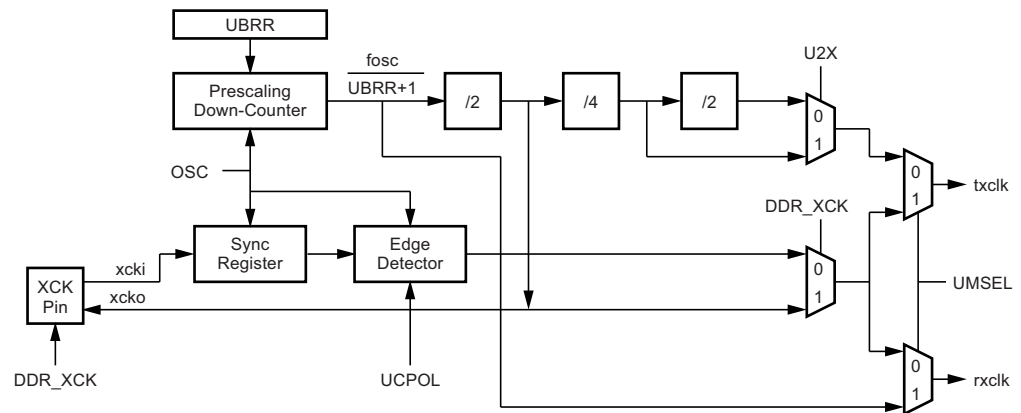 UBRR
U2X
fosc
UBRR+1
Prescaling
Down-Counter
/2
/4
/2
0
1
OSC
0
1
txclk
DDR_XCK
Sync
Register
Edge
Detector
xcki
XCK
Pin
xcko
0
1
UMSEL
DDR_XCK
UCPOL
0
1
rxclk